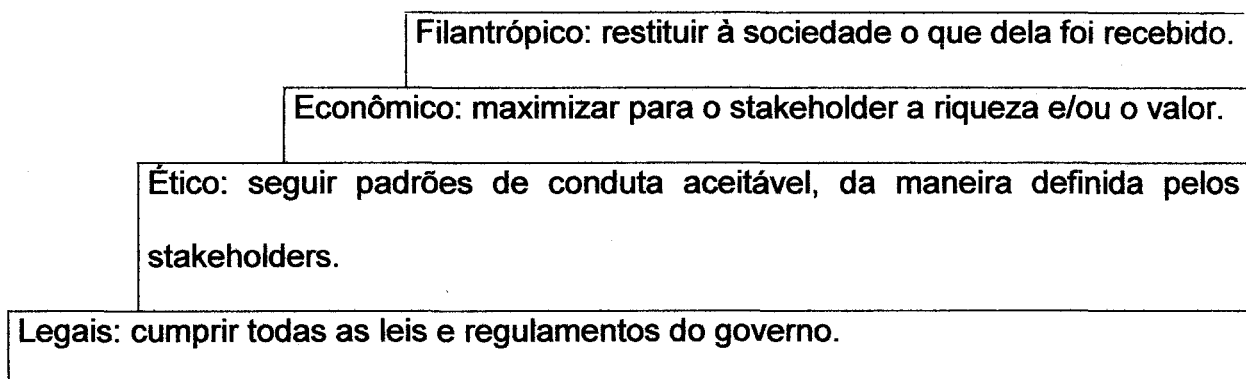 Filantrópico: restituir à sociedade o que dela foi recebido.
Econômico: maximizar para o stakeholder a riqueza e/ou o valor.
Ético: seguir padrões de conduta aceitável, da maneira definida pelos
stakeholders.
Legais: cumprir todas as leis e regulamentos do governo.